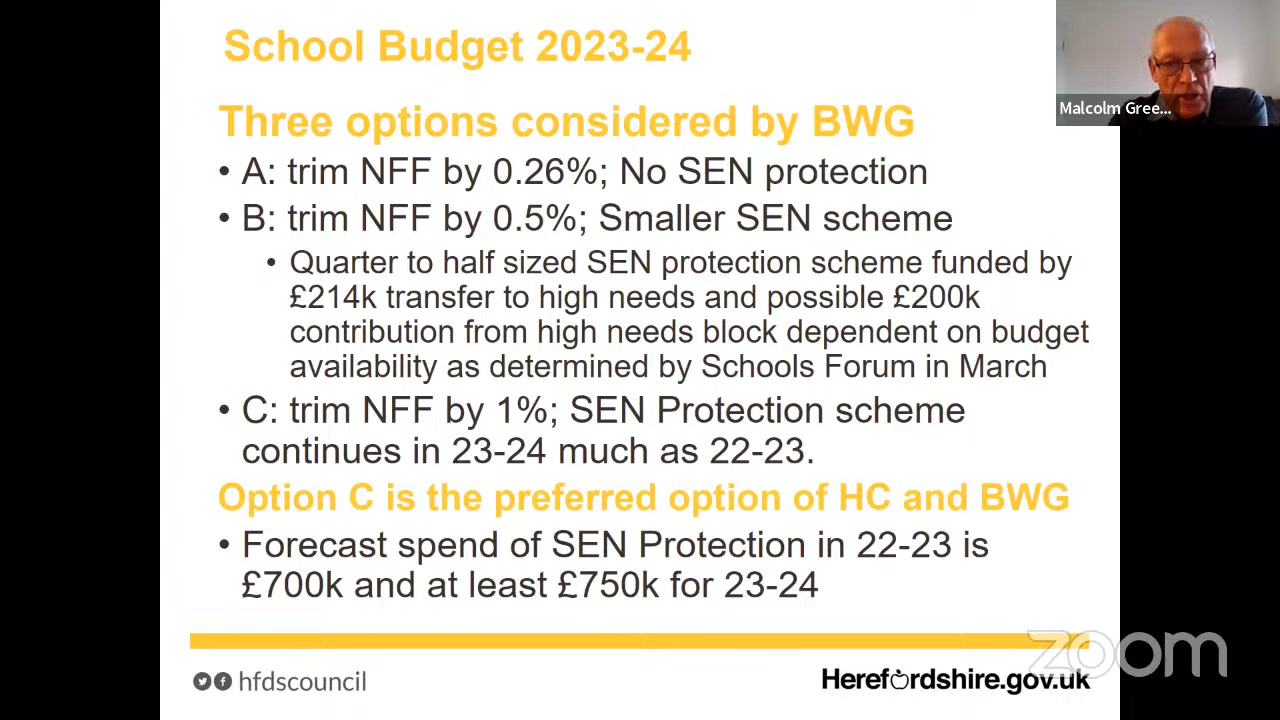 School Budget 2023-24
Malcolm Gree...
Three options considered by BWG
• A: trim NFF by 0.26%; No SEN protection
• B: trim NFF by 0.5%; Smaller SEN scheme
• Quarter to half sized SEN protection scheme funded by
£214k transfer to high needs and possible £200k
contribution from high needs block dependent on budget
availability as determined by Schools Forum in March
• C: trim NFF by 1%; SEN Protection scheme
continues in 23-24 much as 22-23.
Option C is the preferred option of HC and BWG
• Forecast spend of SEN Protection in 22-23 is
£700k and at least £750k for 23-24
zoom
hfdscouncil
Herefordshire.gov.uk